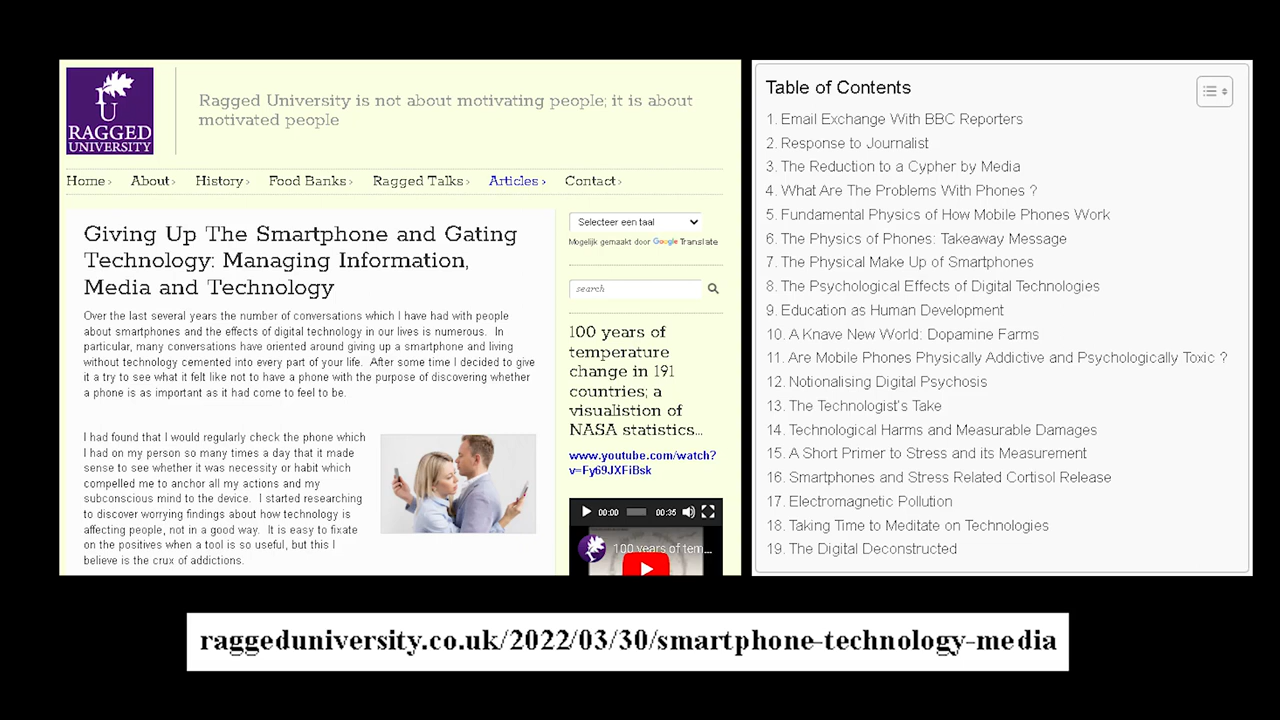 U
RAGGED
UNIVERSITY
Ragged University is not about motivating people; it is about
motivated people
Home ›
About ›
History ›
Food Banks ›
Ragged Talks ›
Articles ›
Contact ›
Giving Up The Smartphone and Gating
Technology: Managing Information,
Media and Technology
Over the last several years the number of conversations which I have had with people
about smartphones and the effects of digital technology in our lives is numerous. In
particular, many conversations have oriented around giving up a smartphone and living
without technology cemented into every part of your life. After some time I decided to give
it a try to see what it felt like not to have a phone with the purpose of discovering whether
a phone is as important as it had come to feel to be.
I had found that I would regularly check the phone which
I had on my person so many times a day that it made
sense to see whether it was necessity or habit which
compelled me to anchor all my actions and my
subconscious mind to the device. I started researching
to discover worrying findings about how technology is
affecting people, not in a good way. It is easy to fixate
on the positives when a tool is so useful, but this I
believe is the crux of addictions.
Selecteer een taal
Mogelijk gemaakt door Google Translate
search
100 years of
temperature
change in 191
countries; a
visualistion of
NASA statistics...
www.youtube.com/watch?
v=Fy69JXFiBsk
00:00
00:35
100 years of tem...
Table of Contents
1. Email Exchange With BBC Reporters
2. Response to Journalist
3. The Reduction to a Cypher by Media
4. What Are The Problems With Phones ?
5. Fundamental Physics of How Mobile Phones Work
6. The Physics of Phones: Takeaway Message
7. The Physical Make Up of Smartphones
8. The Psychological Effects of Digital Technologies
9. Education as Human Development
10. A Knave New World: Dopamine Farms
11. Are Mobile Phones Physically Addictive and Psychologically Toxic ?
12. Notionalising Digital Psychosis
13. The Technologist's Take
14. Technological Harms and Measurable Damages
15. A Short Primer to Stress and its Measurement
16. Smartphones and Stress Related Cortisol Release
17. Electromagnetic Pollution
18. Taking Time to Meditate on Technologies
19. The Digital Deconstructed
raggeduniversity.co.uk/2022/03/30/smartphone-technology-media